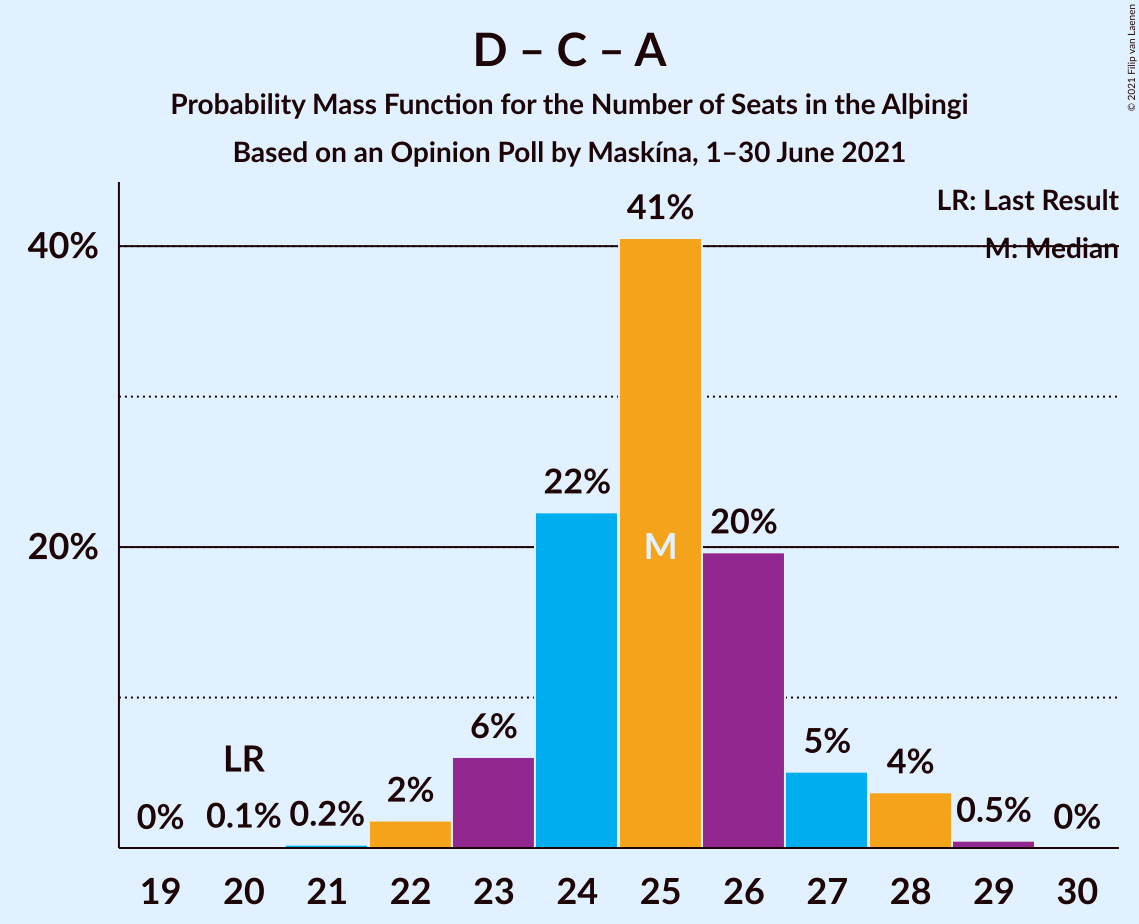 D – C – A
Probability Mass Function for the Number of Seats in the Alþingi
Based on an Opinion Poll by Maskína, 1–30 June 2021
© 2021 Filip van Laenen
LR: Last Result
M: Median
41%
40%
22%
20%
M
20%
6%
5%
4%
LR
2%
0%
0.1%
0.2%
0.5%
0%
19 20 21 22 23 24 25 26 27 28 29 30